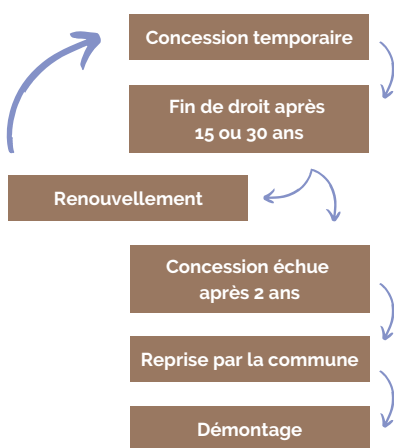 Concession temporaire
Fin de droit après
15 ou 30 ans
Renouvellement
Concession échue
après 2 ans
Reprise par la commune
Démontage